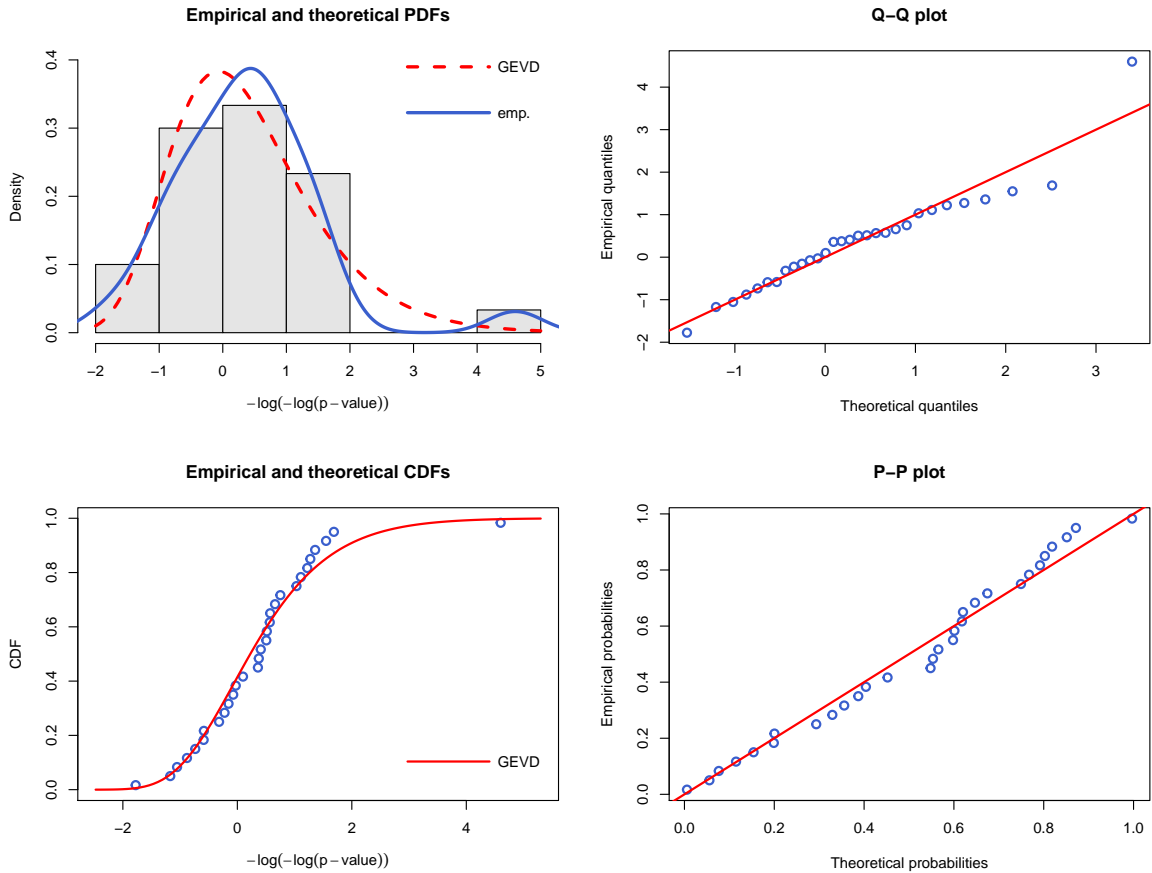 Empirical and theoretical PDFs
Density
0.0 0.1 0.2 0.3 0.4
GEVD
emp.
−2 −1 0 1 2 3 4 5
−log(−log(p−value))
Q−Q plot
Empirical quantiles
−2 −1 0 1 2 3 4
−1 0 1 2 3
Theoretical quantiles
Empirical and theoretical CDFs
CDF
0.0 0.2 0.4 0.6 0.8 1.0
GEVD
−2 0 2 4
−log(−log(p−value))
P−P plot
Empirical probabilities
0.0 0.2 0.4 0.6 0.8 1.0
0.0 0.2 0.4 0.6 0.8 1.0
Theoretical probabilities